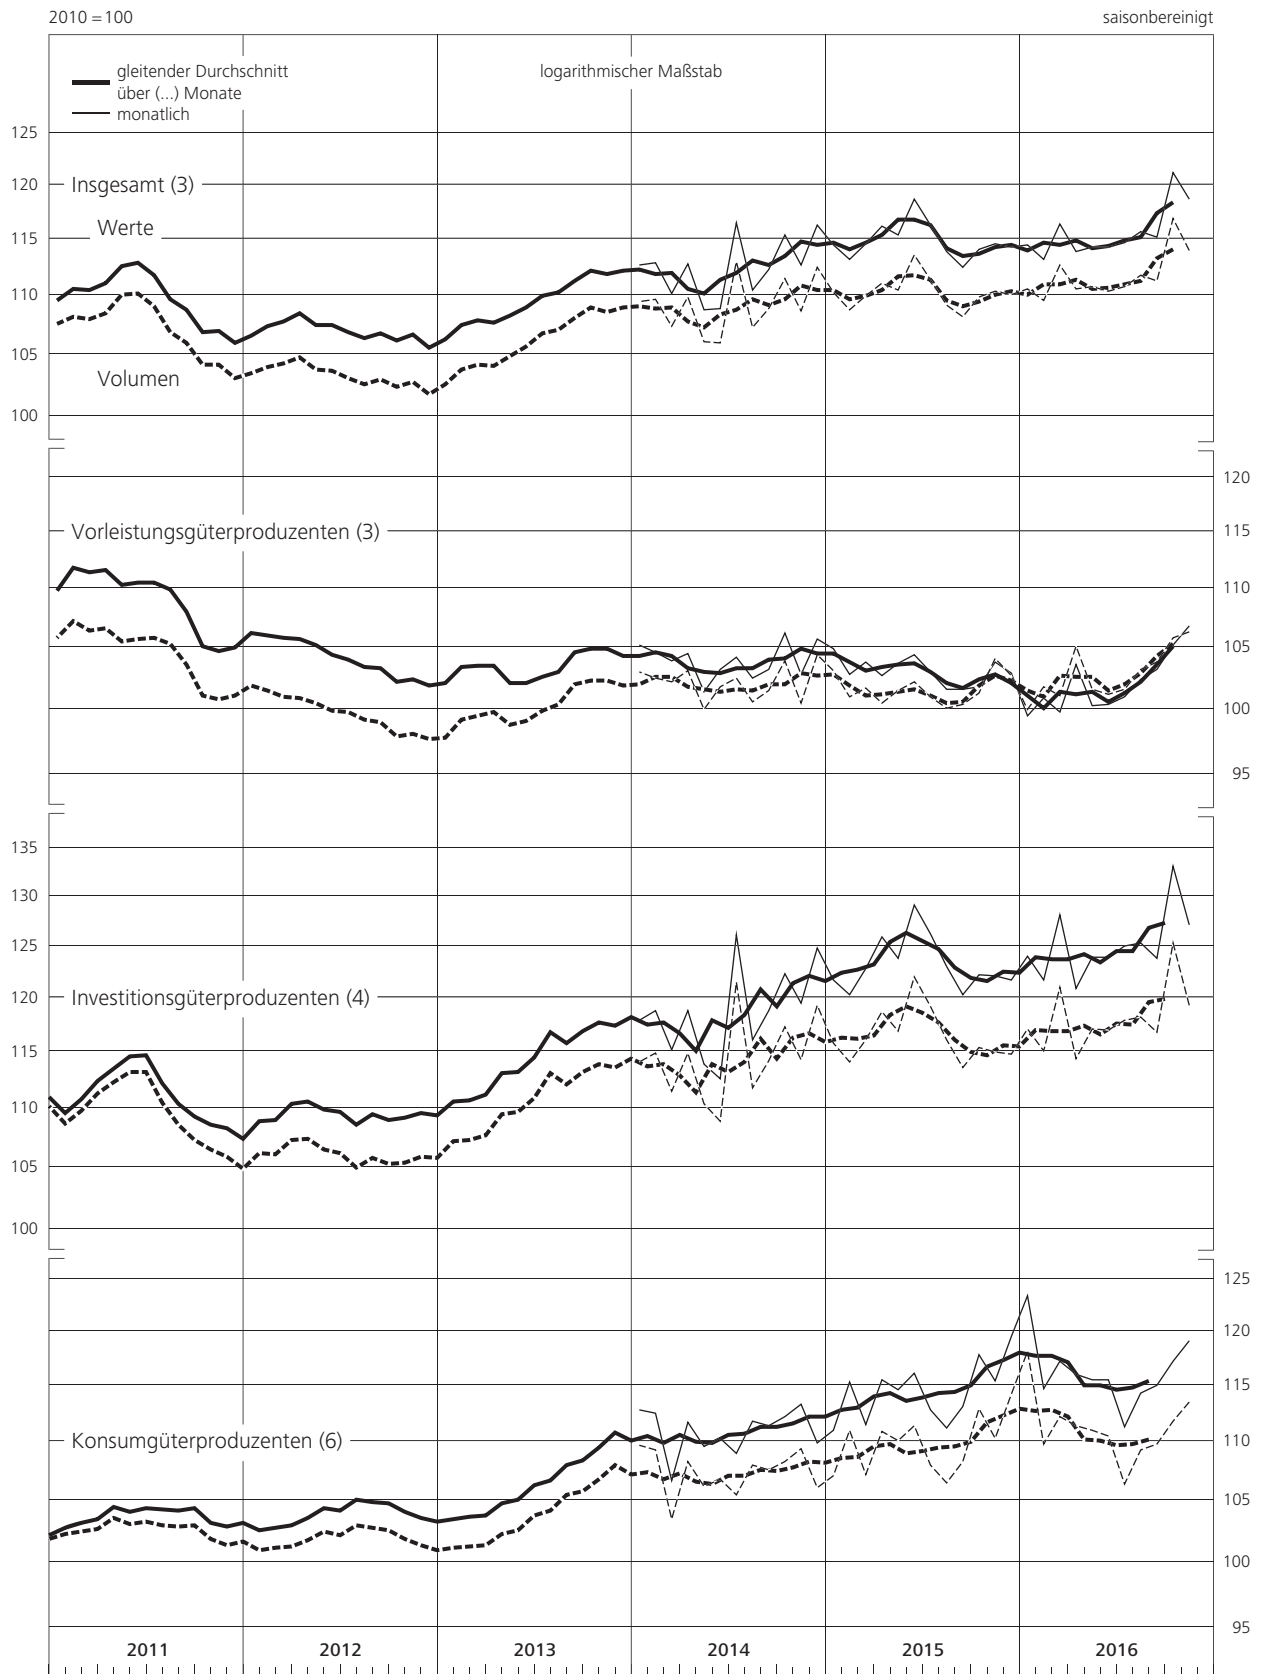 2010 = 100
saisonbereinigt
gleitender Durchschnitt
über (...) Monate
monatlich
logarithmischer Maßstab
125
120
Insgesamt (3)
Werte
115
110
105
Volumen
100
120
Vorleistungsgüterproduzenten (3)
115
110
105
100
95
135
130
125
120
Investitionsgüterproduzenten (4)
115
110
105
100
125
120
115
Konsumgüterproduzenten (6)
110
105
100
95
2011 2012 2013 2014 2015 2016